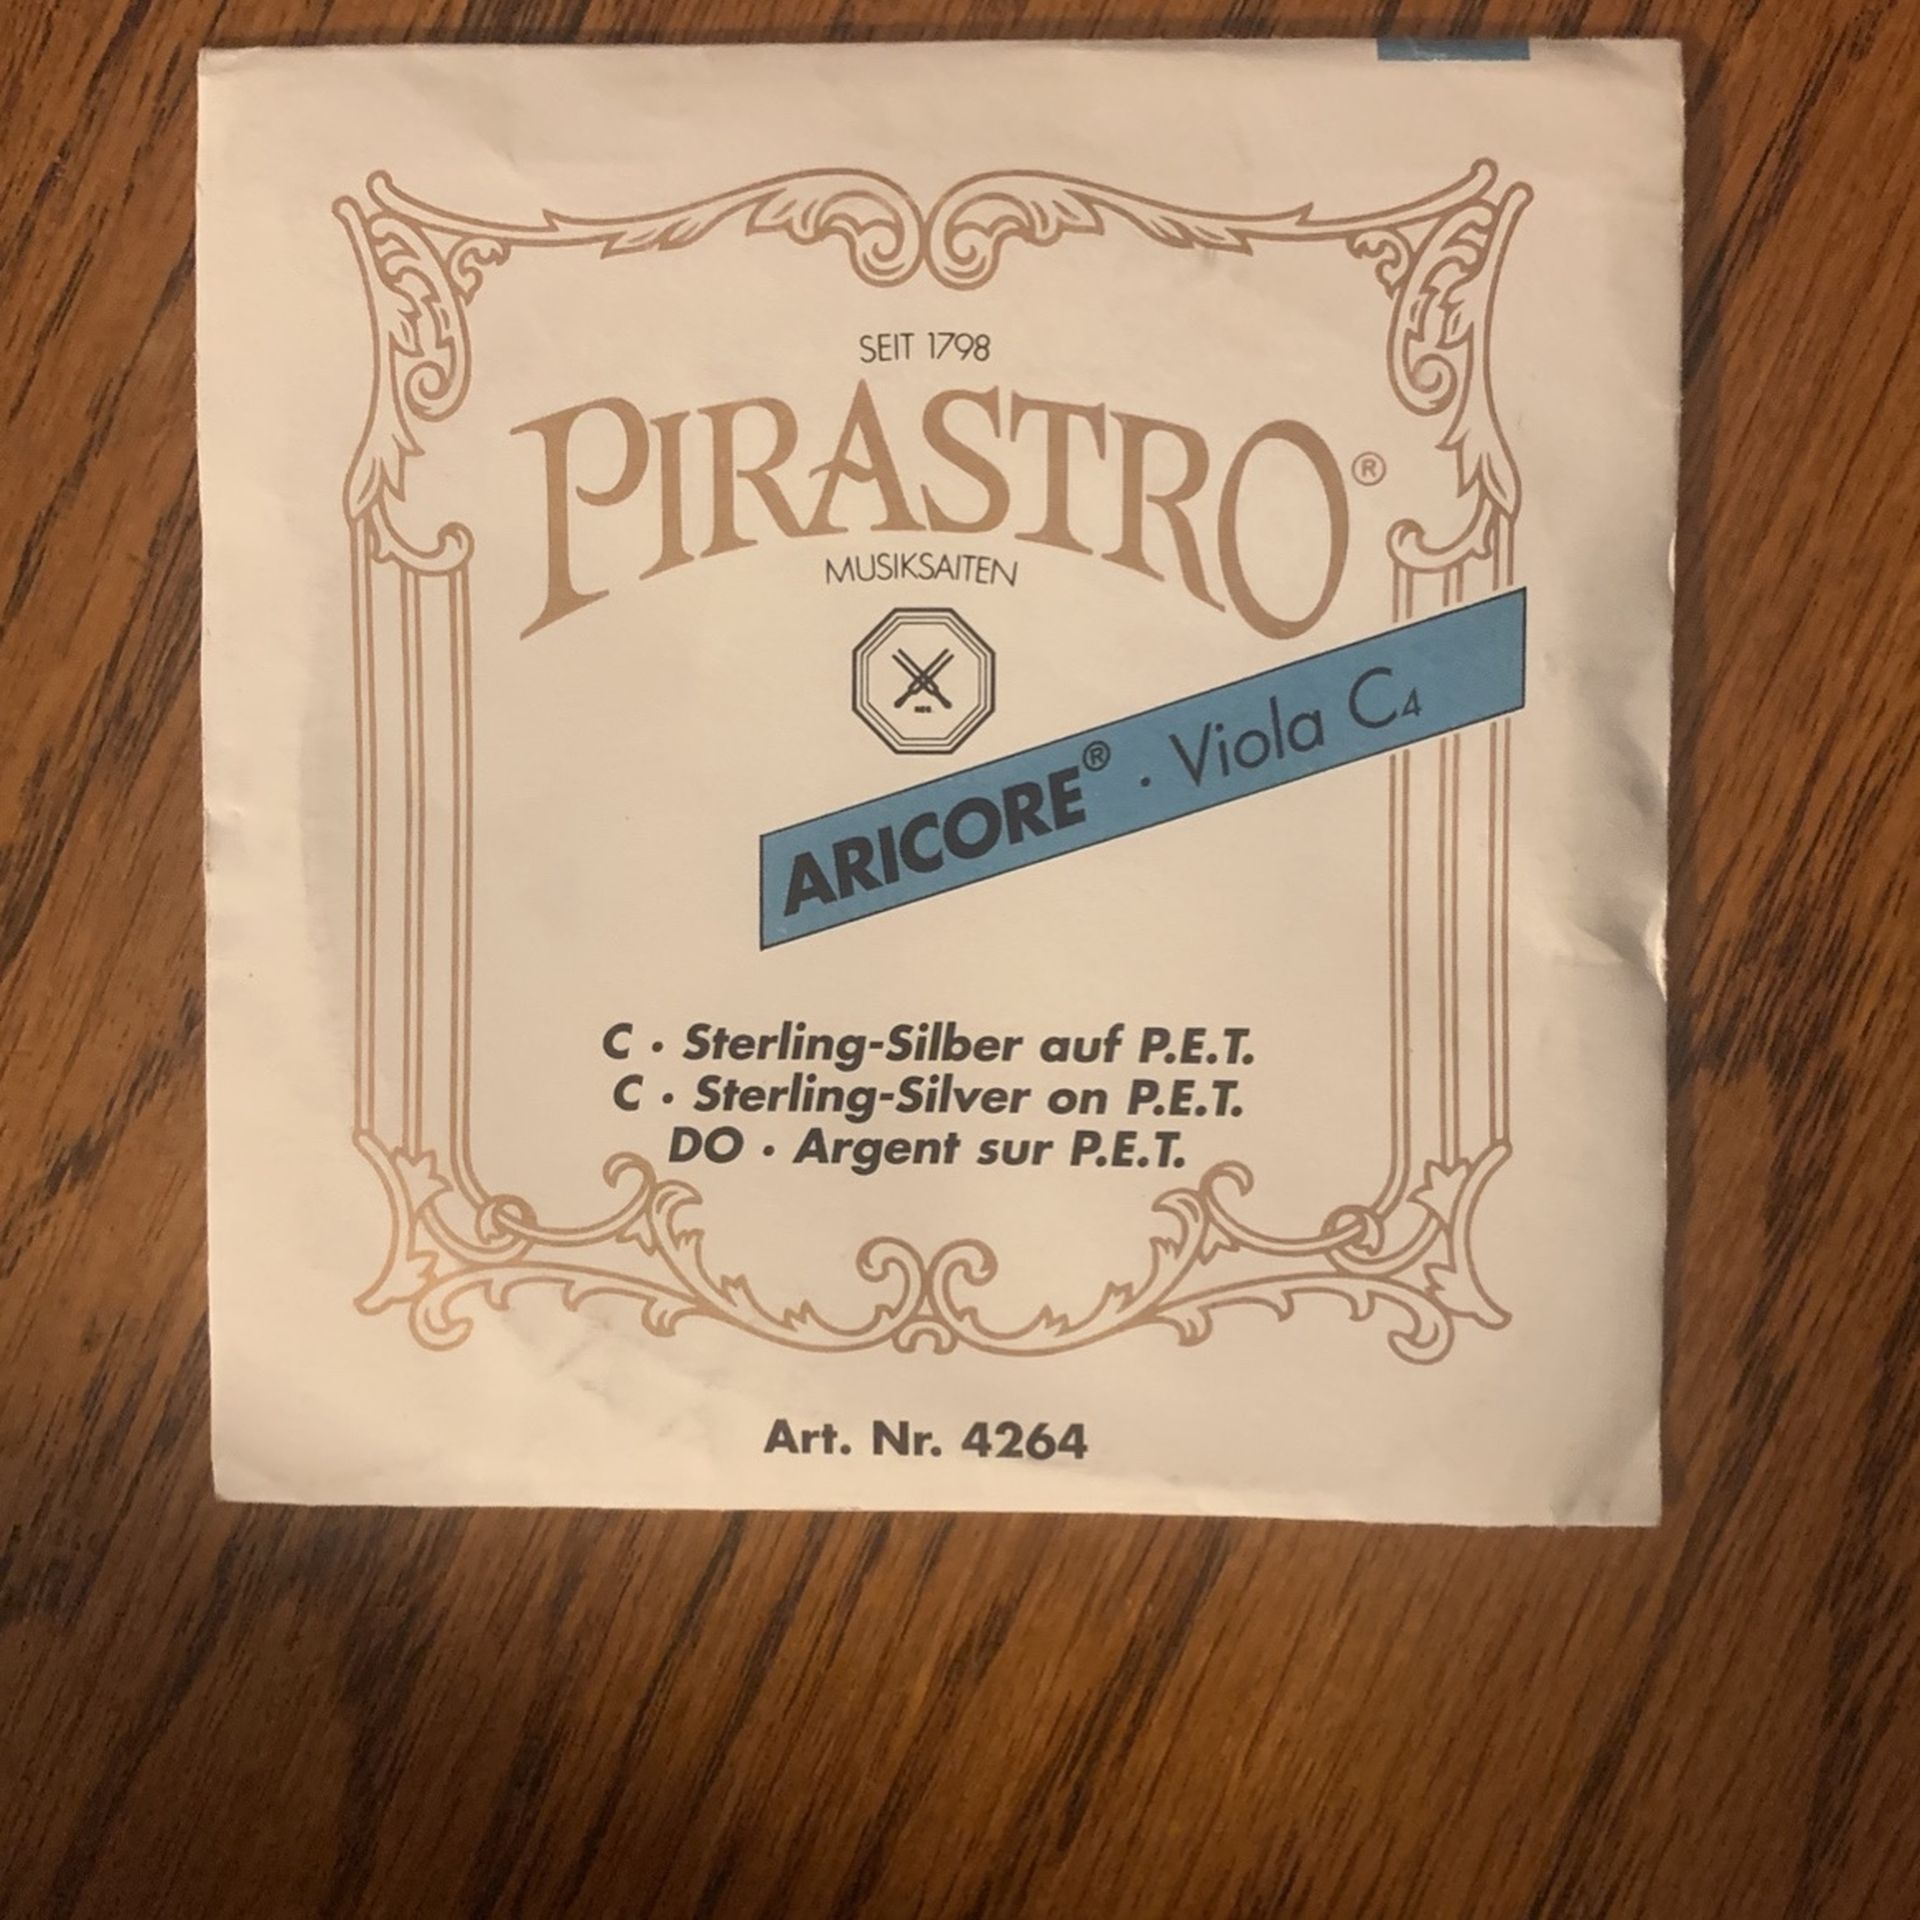 SEIT 1798
PIRASTRO®
MUSIKSAITEN
ARICORE® · Viola C4
C · Sterling-Silber auf P.E.T.
C · Sterling-Silver on P.E.T.
DO · Argent sur P.E.T.
Art. Nr. 4264